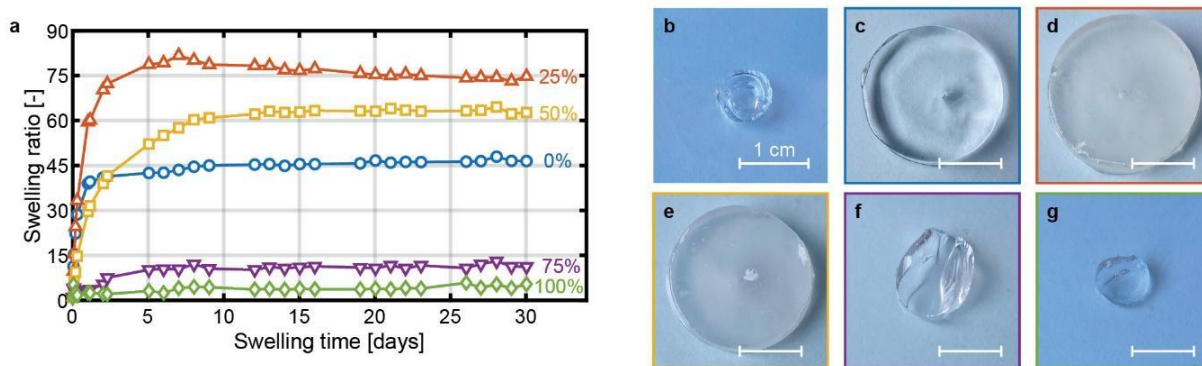 a
90
75
60
45
30
15
0
Swelling ratio [-]
25%
50%
0%
75%
100%
0 5 10 15 20 25 30
Swelling time [days]
b
1 cm
c
d
e
f
g